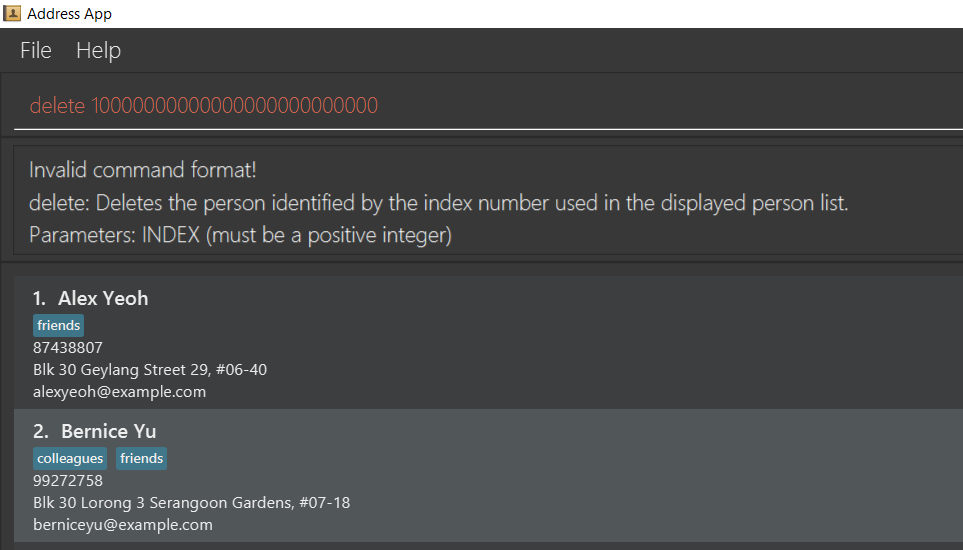 Address App
File Help
delete 10000000000000000000000000
Invalid command format!
delete: Deletes the person identified by the index number used in the displayed person list.
Parameters: INDEX (must be a positive integer)
1. Alex Yeoh
friends
87438807
Blk 30 Geylang Street 29, #06-40
alexyeoh@example.com
2. Bernice Yu
colleagues friends
99272758
Blk 30 Lorong 3 Serangoon Gardens, #07-18
berniceyu@example.com